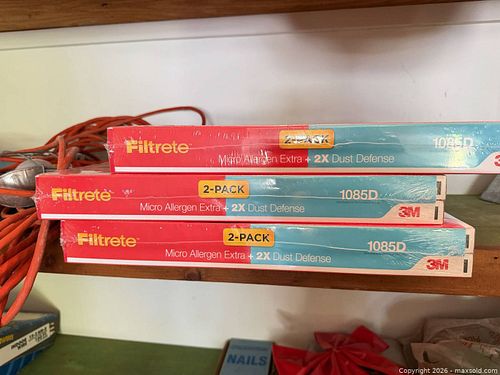 Filtrete
2-PACK
1085D
Micro Allergen Extra + 2X Dust Defense
Filtrete
2-PACK
1085D
Micro Allergen Extra + 2X Dust Defense
3M
Filtrete
2-PACK
1085D
Micro Allergen Extra + 2X Dust Defense
3M
NAILS
Copyright 2026 - maxsold.com